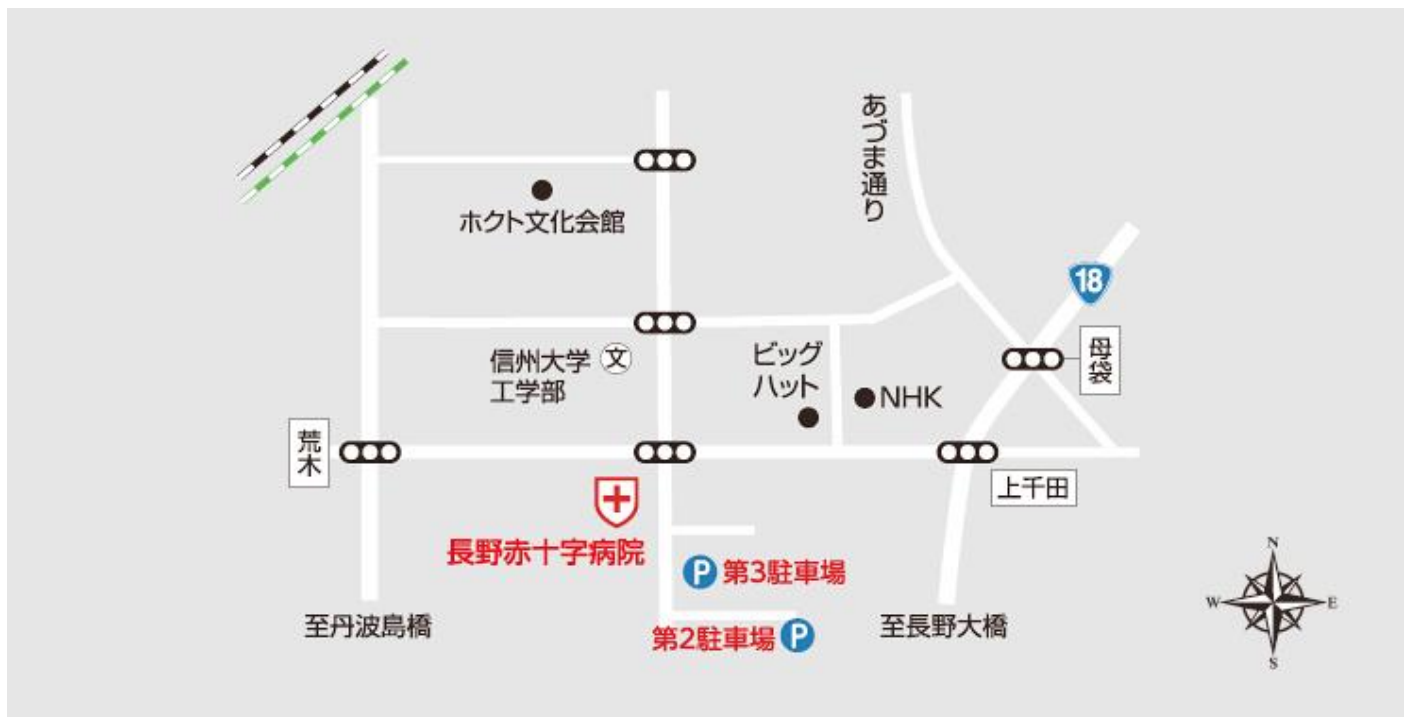 あづま通り
ホクト文化会館
18
信州大学
工学部
文
ビッグ
ハット
NHK
母袋
荒木
上千田
長野赤十字病院
P
第3駐車場
第2駐車場
P
至丹波島橋
至長野大橋
N
W
E
S